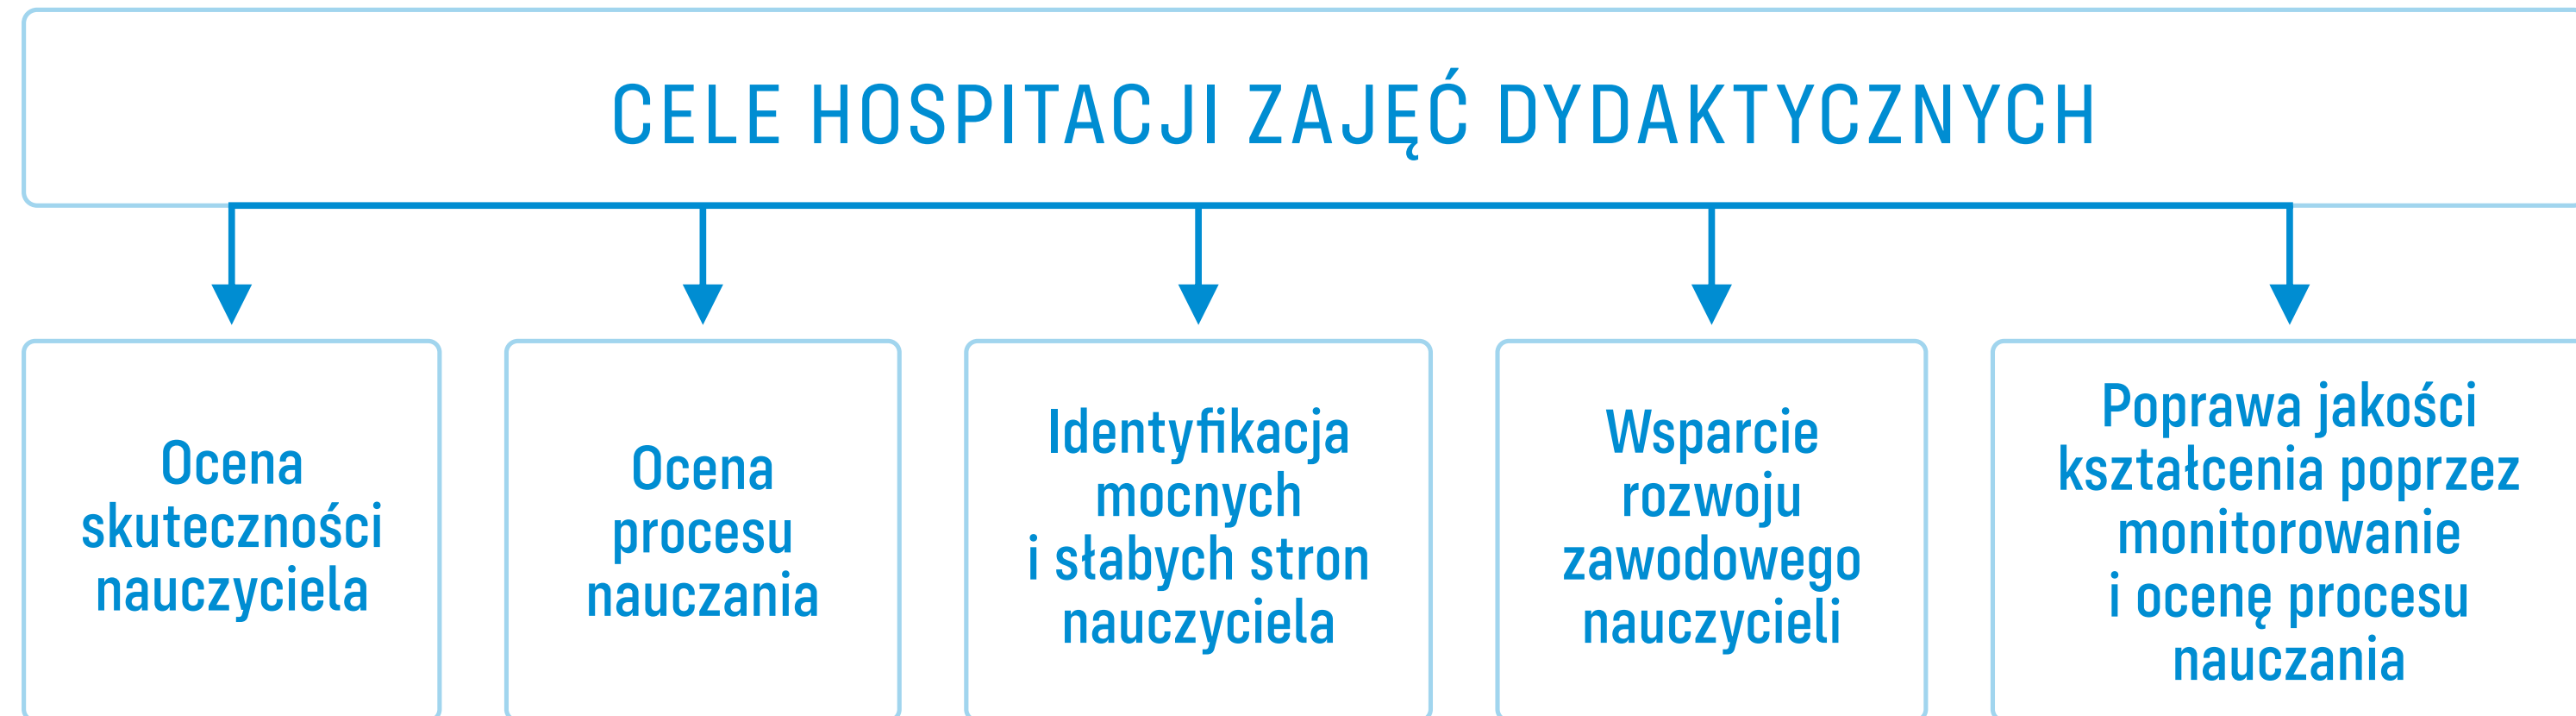 CELE HOSPITACJI ZAJĘĆ DYDAKTYCZNYCH
Ocena
skuteczności
nauczyciela
Ocena
procesu
nauczania
Identyfikacja
mocnych
i słabych stron
nauczyciela
Wsparcie
rozwoju
zawodowego
nauczycieli
Poprawa jakości
kształcenia poprzez
monitorowanie
i ocenę procesu
nauczania